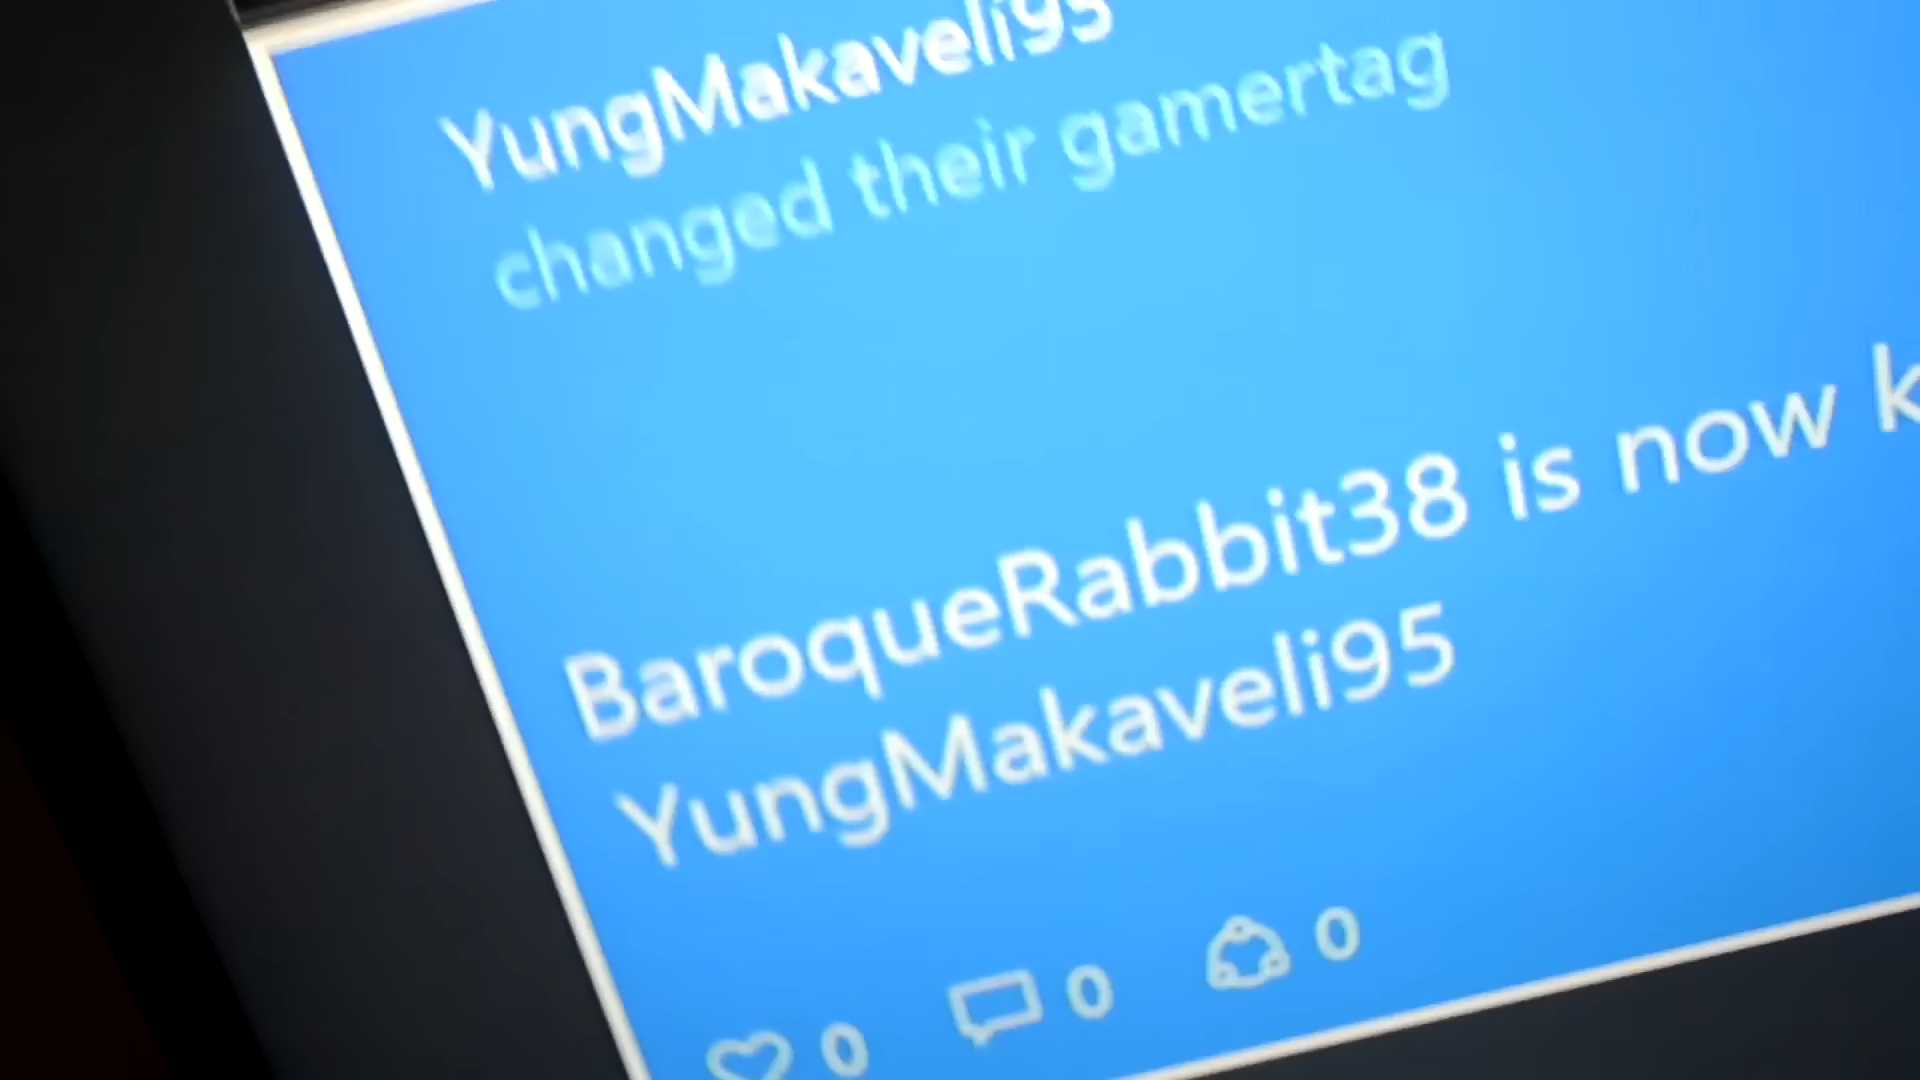 YungMakaveli95
changed their gamertag
BaroqueRabbit38 is now k
YungMakaveli95
0 0 0